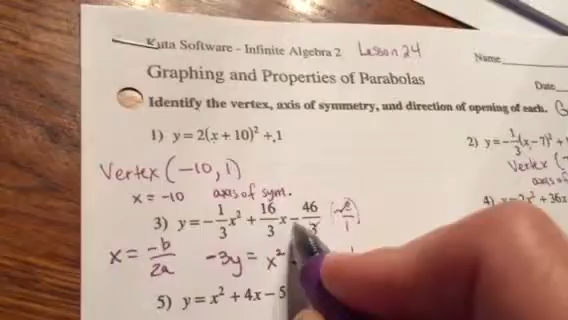 Kuta Software - Infinite Algebra 2 Lesson 24
Name
Graphing and Properties of Parabolas
Date
Identify the vertex, axis of symmetry, and direction of opening of each.
1) y = 2(x + 10)² + 1
2) y = -1/3(x - 7)² +
Vertex (-10, 1)
Vertex (
x = -10 axis of sym.
axis of
3) y = -1/3x² + 16/3x - 46/3
4) + 36x
x = -b/2a -3y = x²
5) y = x² + 4x - 5